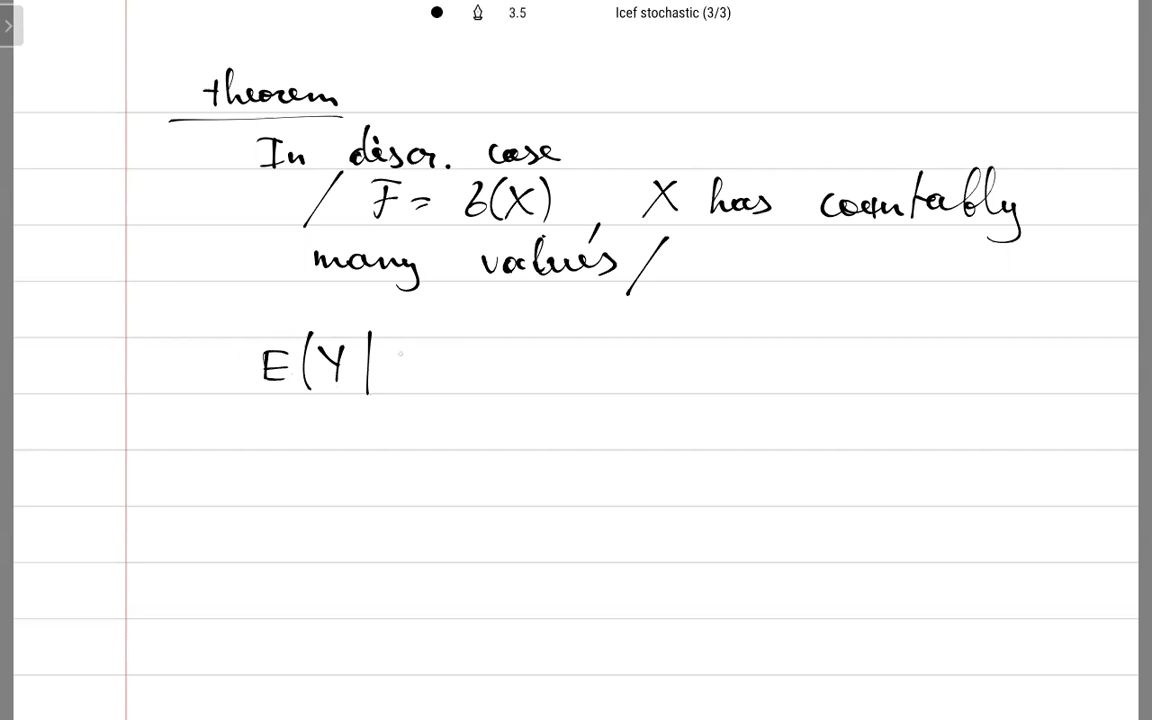 3.5 Icef stochastic (3/3)
theorem
In discr. case
/ F = σ(X), X has countably
many values /
E(Y|